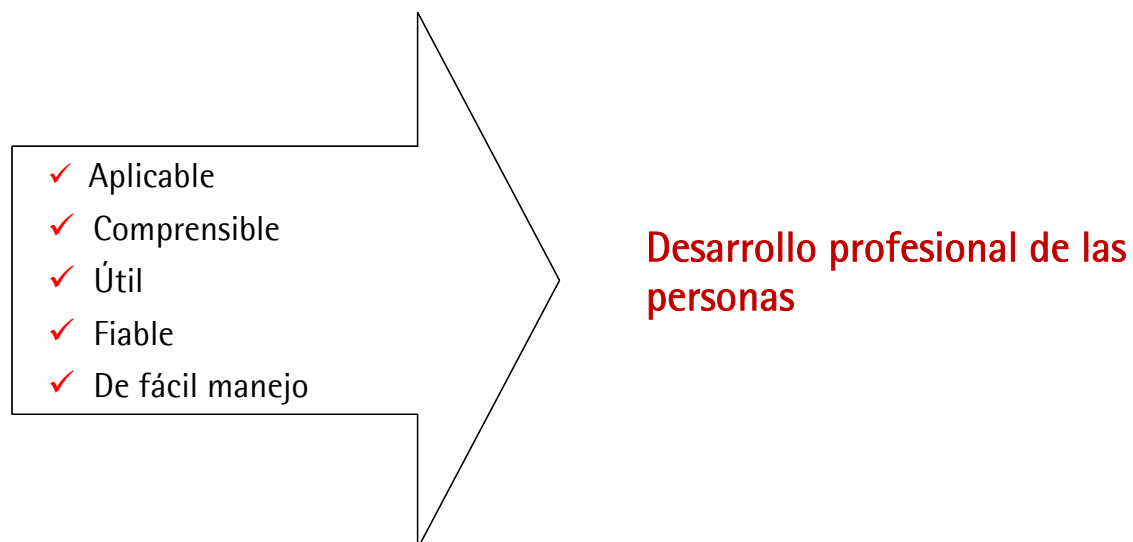 Aplicable
Comprensible
Útil
Fiable
De fácil manejo
Desarrollo profesional de las
personas